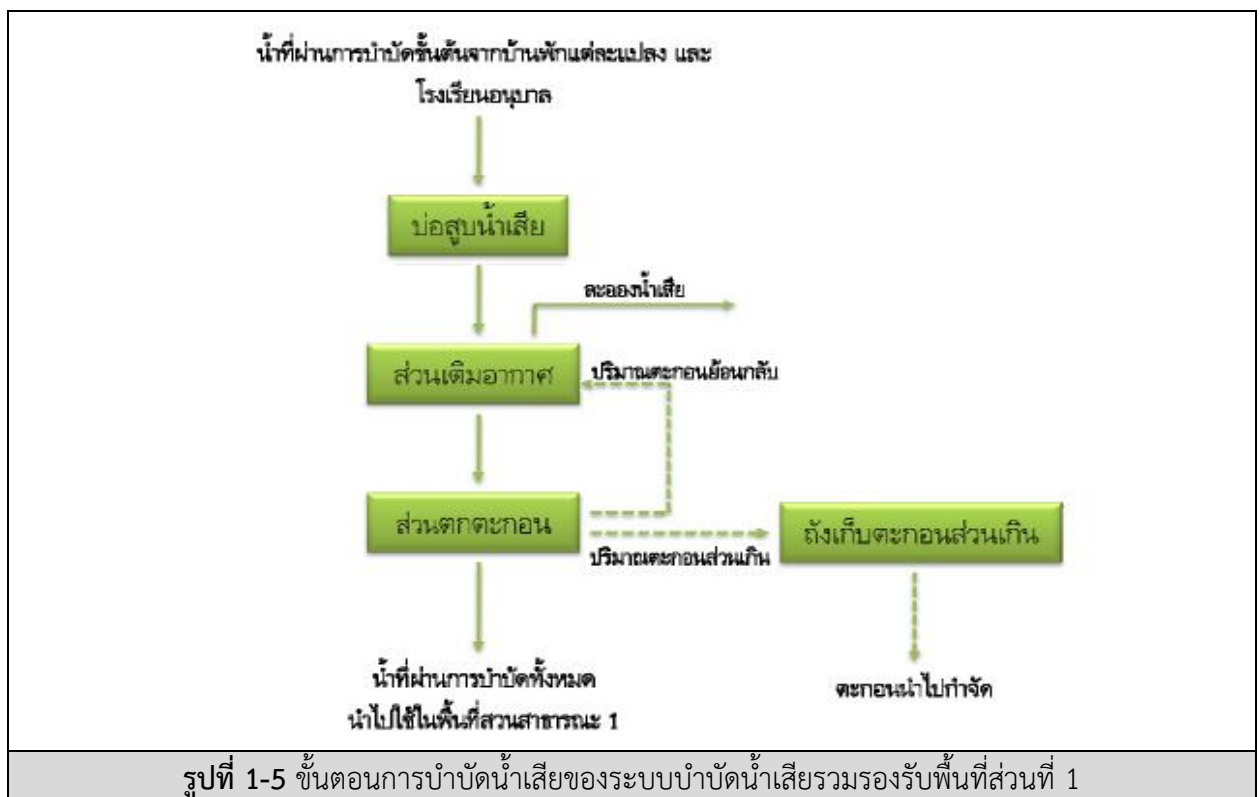 น้ำที่ผ่านการบำบัดขั้นต้นจากบ้านพักแต่ละแปลง และ
โรงเรียนอนุบาล
บ่อสูบน้ำเสีย
ละอองน้ำเสีย
ส่วนเติมอากาศ
ปริมาณตะกอนย้อนกลับ
ส่วนตกตะกอน
ถังเก็บตะกอนส่วนเกิน
ปริมาณตะกอนส่วนเกิน
น้ำที่ผ่านการบำบัดทั้งหมด
นำไปใช้ในพื้นที่สวนสาธารณะ 1
ตะกอนนำไปกำจัด
รูปที่ 1-5 ขั้นตอนการบำบัดน้ำเสียของระบบบำบัดน้ำเสียรวมรองรับพื้นที่ส่วนที่ 1